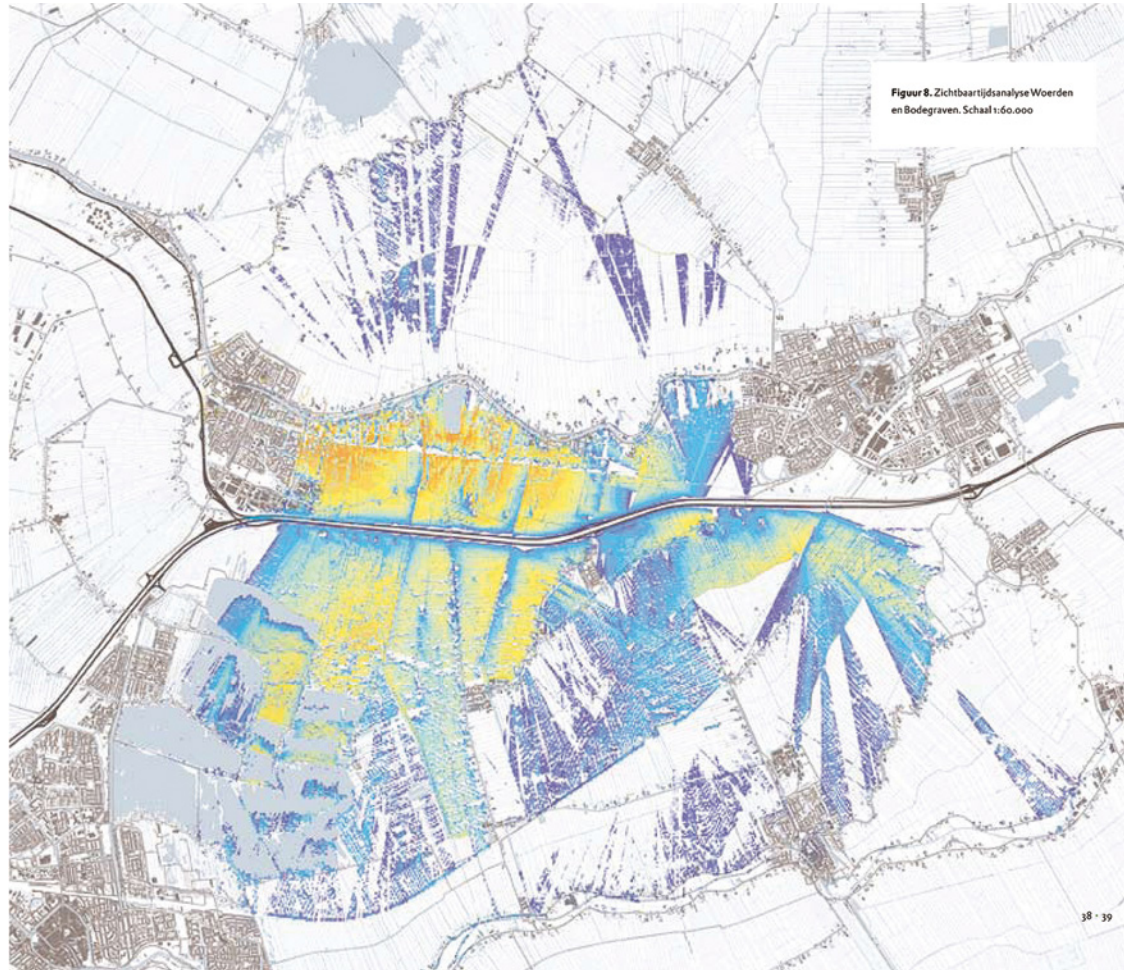 Figuur 8. Zichtbaartijdsanalyse Woerden
en Bodegraven. Schaal 1:60.000
38 · 39